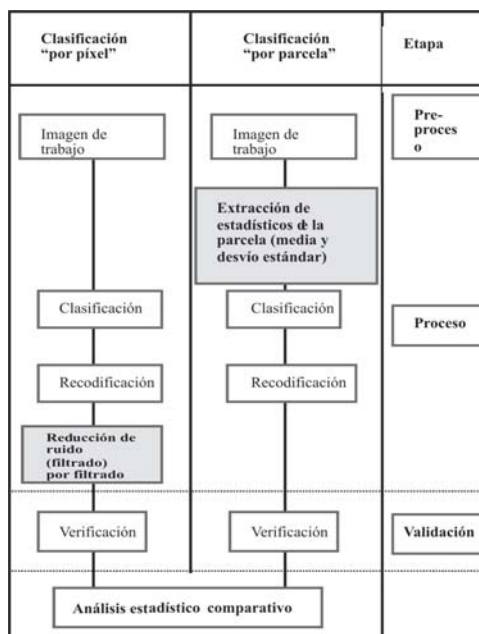 Clasificación
“por píxel”
Clasificación
“por parcela”
Etapa
Imagen de
trabajo
Imagen de
trabajo
Pre-
proces
o
Extracción de
estadísticos de la
parcela (media y
desvío estándar)
Clasificación
Clasificación
Proceso
Recodificación
Recodificación
Reducción de
ruido
(filtrado)
por filtrado
Verificación
Verificación
Validación
Análisis estadístico comparativo